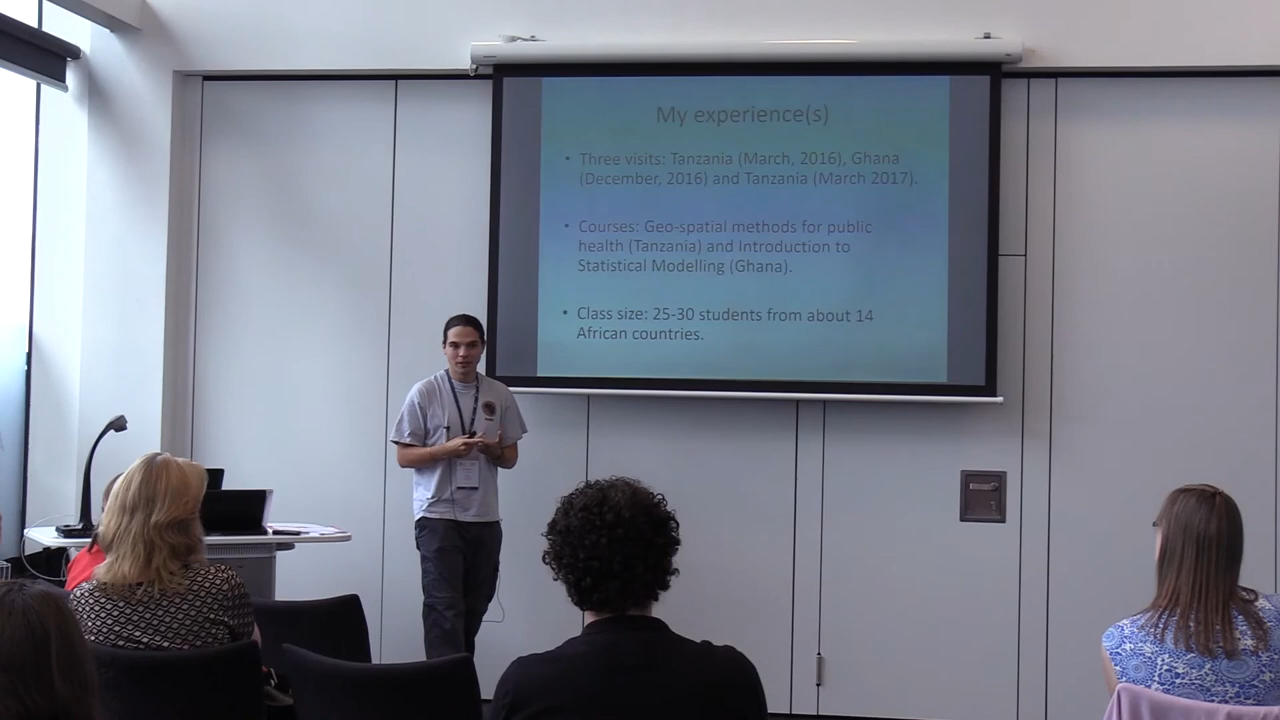 My experience(s)
• Three visits: Tanzania (March, 2016), Ghana
(December, 2016) and Tanzania (March 2017).
• Courses: Geo-spatial methods for public
health (Tanzania) and Introduction to
Statistical Modelling (Ghana).
• Class size: 25-30 students from about 14
African countries.